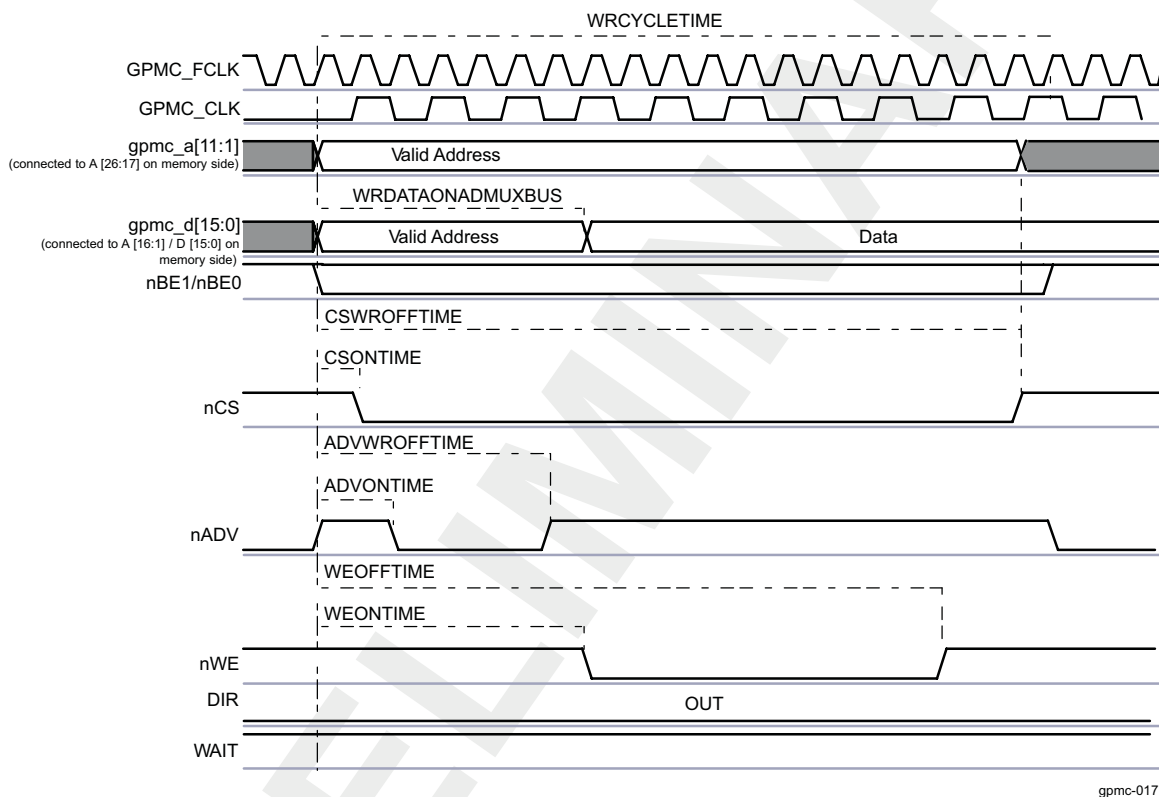 WRCYCLETIME
GPMC_FCLK
GPMC_CLK
gpmc_a[11:1]
(connected to A [26:17] on memory side)
Valid Address
WRDATAONADMUXBUS
gpmc_d[15:0]
(connected to A [16:1] / D [15:0] on
memory side)
Valid Address
Data
nBE1/nBE0
CSWROFFTIME
CSONTIME
nCS
ADVWROFFTIME
ADVONTIME
nADV
WEOFFTIME
WEONTIME
nWE
DIR
OUT
WAIT
gpmc-017